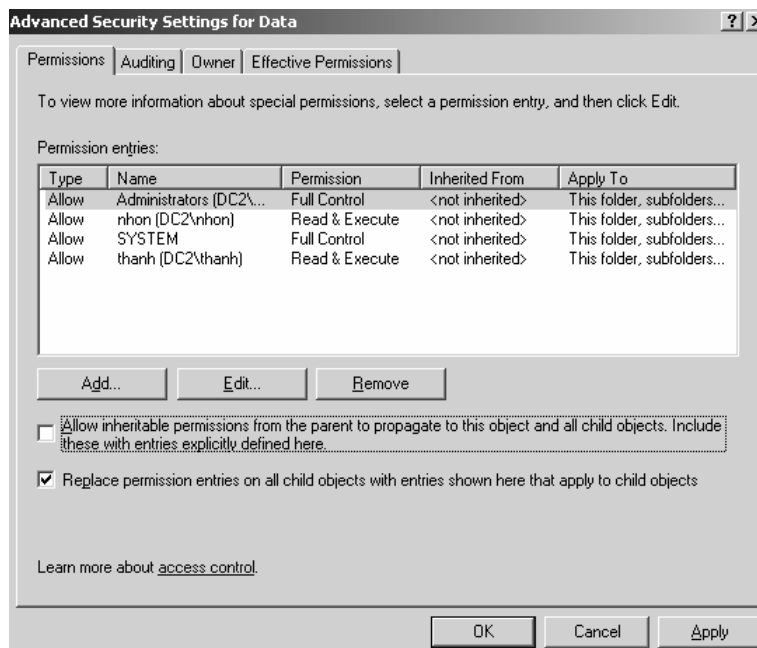 Advanced Security Settings for Data
Permissions Auditing Owner Effective Permissions
To view more information about special permissions, select a permission entry, and then click Edit.
Permission entries:
Type Name Permission Inherited From Apply To
Allow Administrators (DC2\... Full Control <not inherited> This folder, subfolders...
Allow nhon (DC2\nhon) Read & Execute <not inherited> This folder, subfolders...
Allow SYSTEM Full Control <not inherited> This folder, subfolders...
Allow thanh (DC2\thanh) Read & Execute <not inherited> This folder, subfolders...
Add... Edit... Remove
Allow inheritable permissions from the parent to propagate to this object and all child objects. Include
these with entries explicitly defined here.
Replace permission entries on all child objects with entries shown here that apply to child objects
Learn more about access control.
OK Cancel Apply